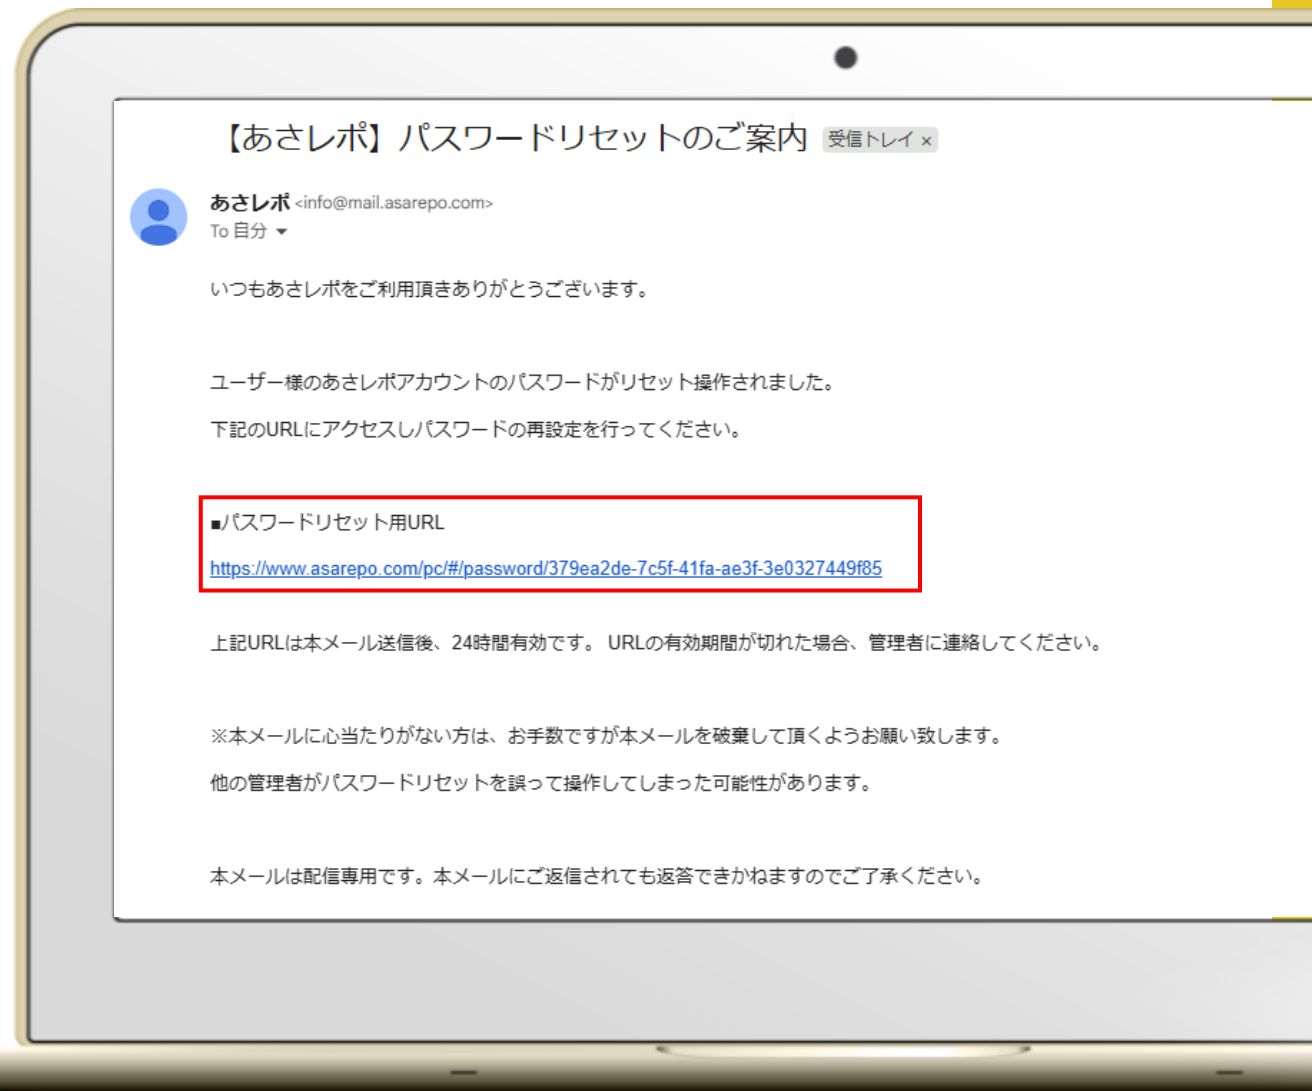 【あさレポ】パスワードリセットのご案内 受信トレイ ×
あさレポ <info@mail.asarepo.com>
To 自分
いつもあさレポをご利用頂きありがとうございます。
ユーザー様のあさレポアカウントのパスワードがリセット操作されました。
下記のURLにアクセスしパスワードの再設定を行ってください。
■パスワードリセット用URL
https://www.asarepo.com/pc/#/password/379ea2de-7c5f-41fa-ae3f-3e0327449f85
上記URLは本メール送信後、24時間有効です。 URLの有効期間が切れた場合、管理者に連絡してください。
※本メールに心当たりがない方は、お手数ですが本メールを破棄して頂くようお願い致します。
他の管理者がパスワードリセットを誤って操作してしまった可能性があります。
本メールは配信専用です。本メールにご返信されても返答できかねますのでご了承ください。